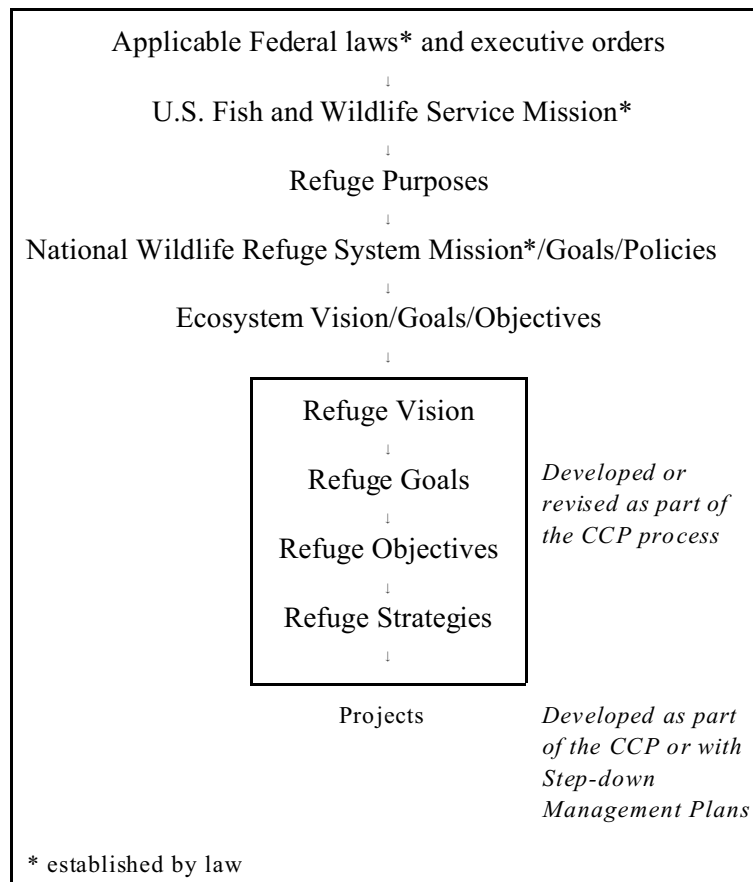 Applicable Federal laws* and executive orders
↓
U.S. Fish and Wildlife Service Mission*
↓
Refuge Purposes
↓
National Wildlife Refuge System Mission*/Goals/Policies
↓
Ecosystem Vision/Goals/Objectives
↓
Refuge Vision
↓
Refuge Goals
↓
Refuge Objectives
↓
Refuge Strategies
↓
Developed or
revised as part of
the CCP process
Projects
Developed as part
of the CCP or with
Step-down
Management Plans
* established by law